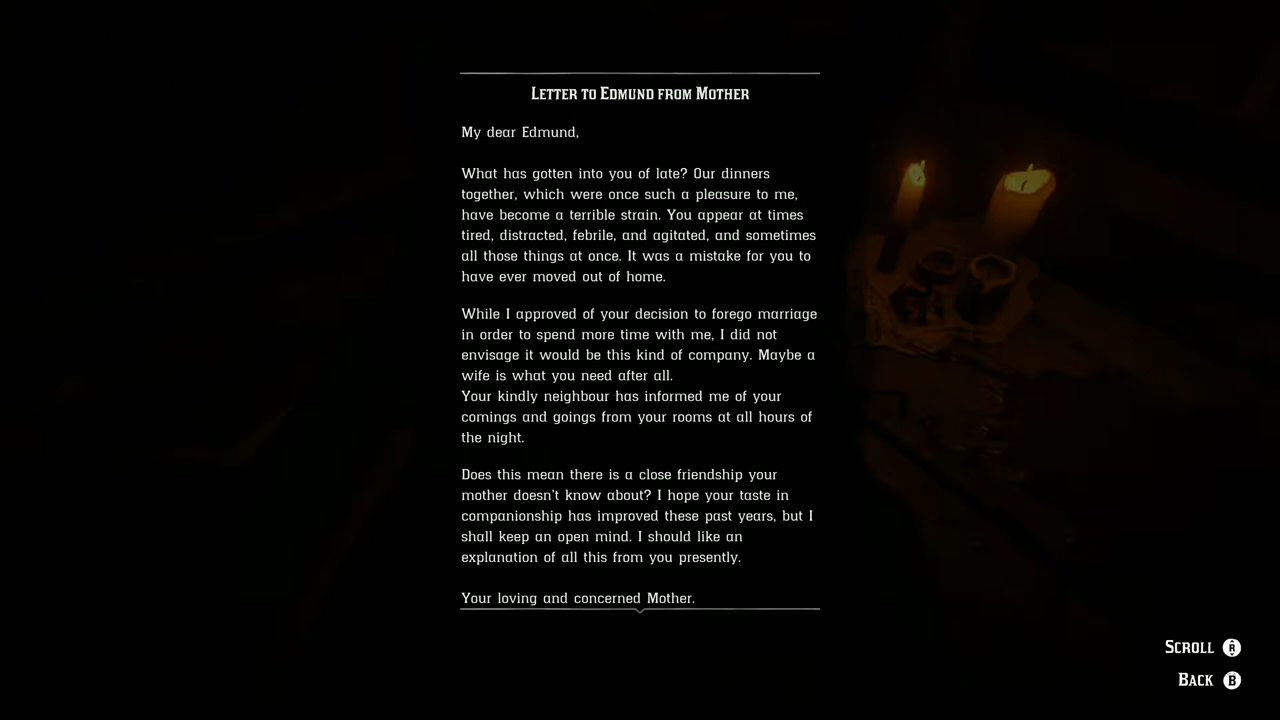 Letter to Edmund from Mother
My dear Edmund,
What has gotten into you of late? Our dinners
together, which were once such a pleasure to me,
have become a terrible strain. You appear at times
tired, distracted, febrile, and agitated, and sometimes
all those things at once. It was a mistake for you to
have ever moved out of home.
While I approved of your decision to forego marriage
in order to spend more time with me, I did not
envisage it would be this kind of company. Maybe a
wife is what you need after all.
Your kindly neighbour has informed me of your
comings and goings from your rooms at all hours of
the night.
Does this mean there is a close friendship your
mother doesn't know about? I hope your taste in
companionship has improved these past years, but I
shall keep an open mind. I should like an
explanation of all this from you presently.
Your loving and concerned Mother.
Scroll R
Back B